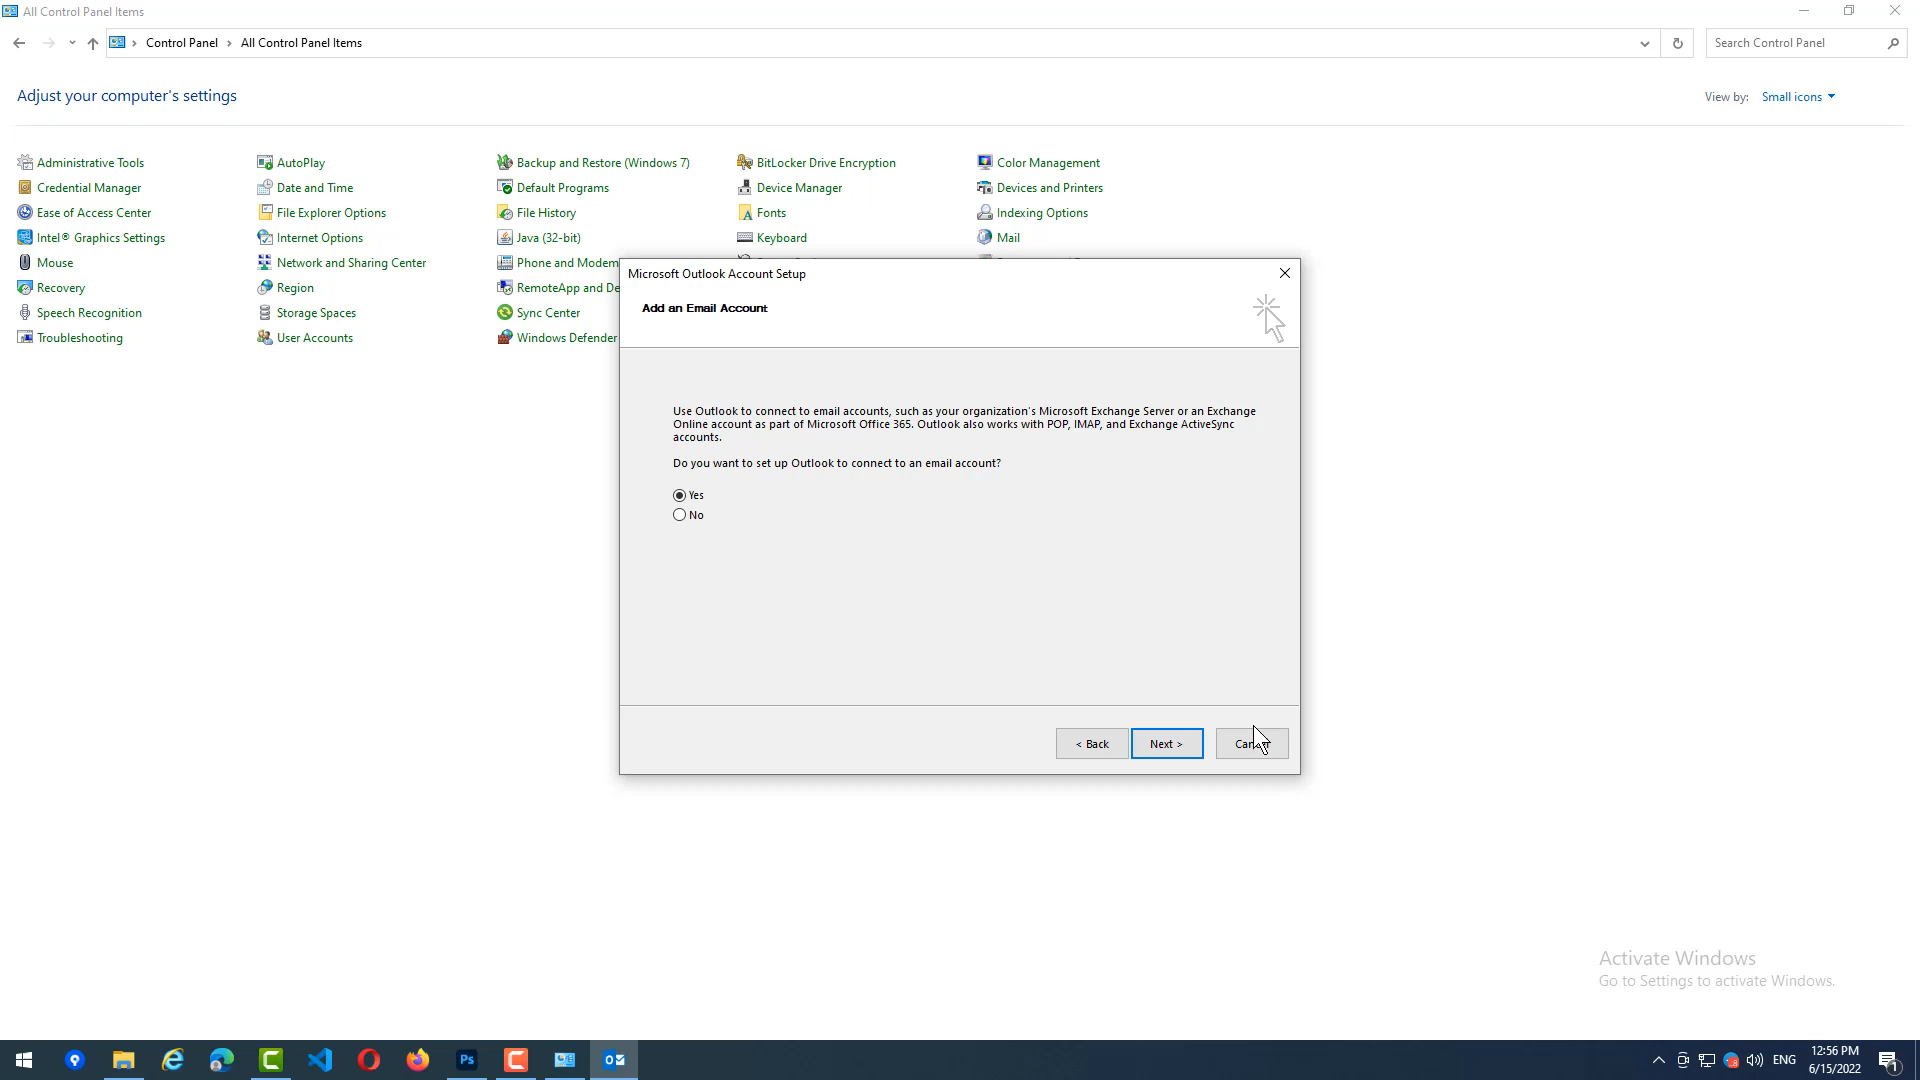 All Control Panel Items
Control Panel > All Control Panel Items
Search Control Panel
Adjust your computer's settings
View by: Small icons
Administrative Tools
AutoPlay
Backup and Restore (Windows 7)
BitLocker Drive Encryption
Color Management
Credential Manager
Date and Time
Default Programs
Device Manager
Devices and Printers
Ease of Access Center
File Explorer Options
File History
Fonts
Indexing Options
Intel® Graphics Settings
Internet Options
Java (32-bit)
Keyboard
Mail
Mouse
Network and Sharing Center
Phone and Modem
Recovery
Region
RemoteApp and De
Speech Recognition
Storage Spaces
Sync Center
Troubleshooting
User Accounts
Windows Defender
Microsoft Outlook Account Setup
Add an Email Account
Use Outlook to connect to email accounts, such as your organization's Microsoft Exchange Server or an Exchange
Online account as part of Microsoft Office 365. Outlook also works with POP, IMAP, and Exchange ActiveSync
accounts.
Do you want to set up Outlook to connect to an email account?
Yes
No
< Back
Next >
Activate Windows
Go to Settings to activate Windows.
Ps
ENG
12:56 PM
6/15/2022
1